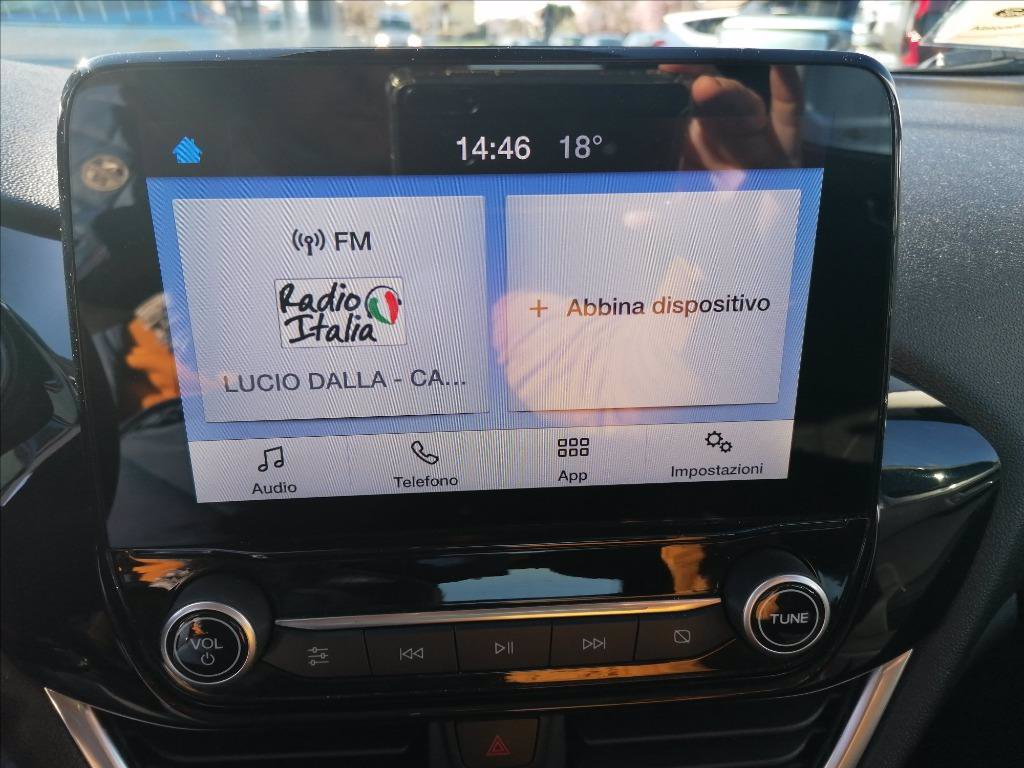 14:46 18°
FM
Radio
Italia
LUCIO DALLA - CA...
+ Abbina dispositivo
Audio
Telefono
App
Impostazioni
VOL
TUNE